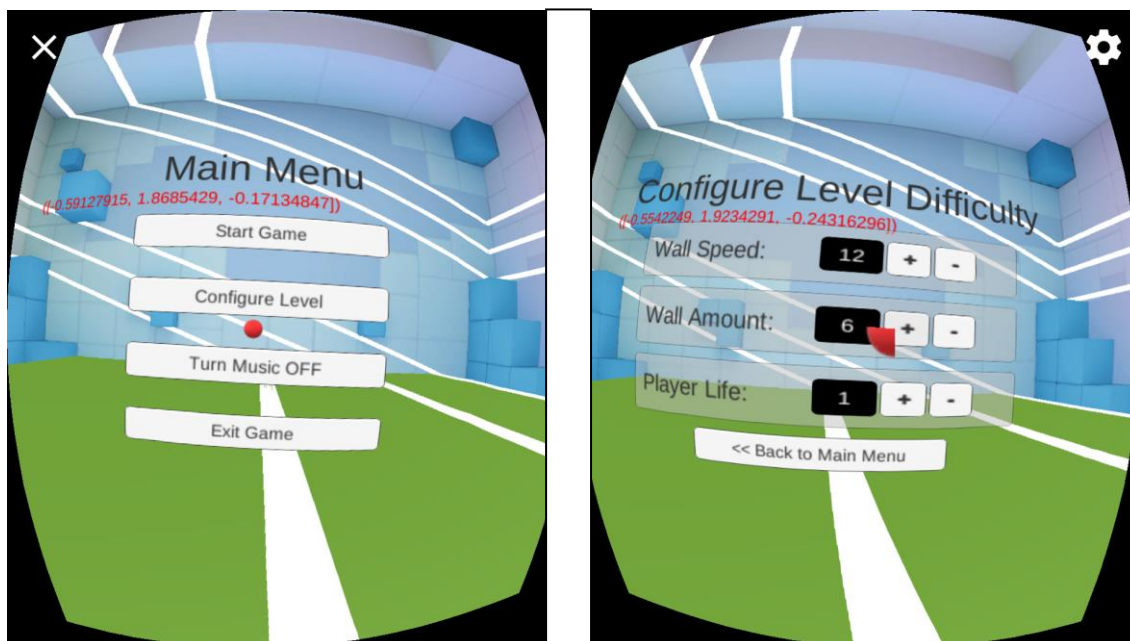 Main Menu
([-0.59127915, 1.8685429, -0.17134847])
Start Game
Configure Level
Turn Music OFF
Exit Game
Configure Level Difficulty
([-0.5542249, 1.9234291, -0.24316296])
Wall Speed: 12 + -
Wall Amount: 6 + -
Player Life: 1 + -
<< Back to Main Menu